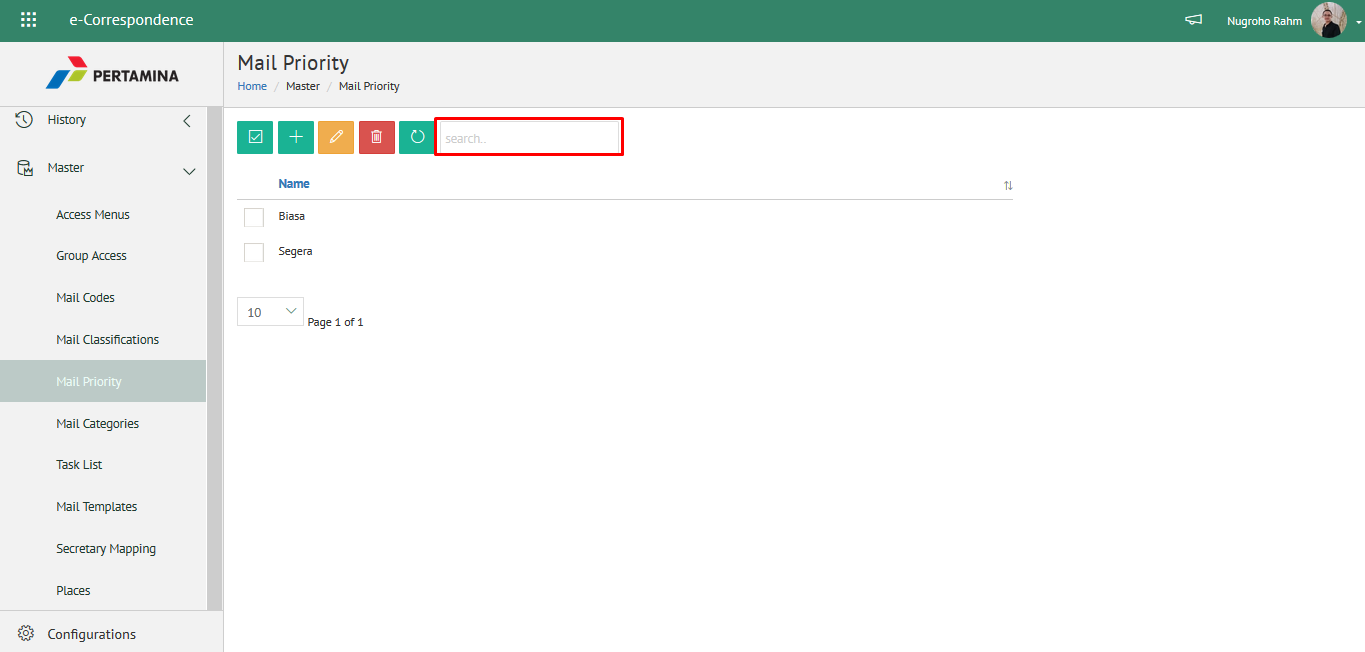 e-Correspondence
Nugroho Rahm
PERTAMINA
Mail Priority
Home / Master / Mail Priority
History
Master
Access Menus
Group Access
Mail Codes
Mail Classifications
Mail Priority
Mail Categories
Task List
Mail Templates
Secretary Mapping
Places
Configurations
search..
Name
Biasa
Segera
10
Page 1 of 1